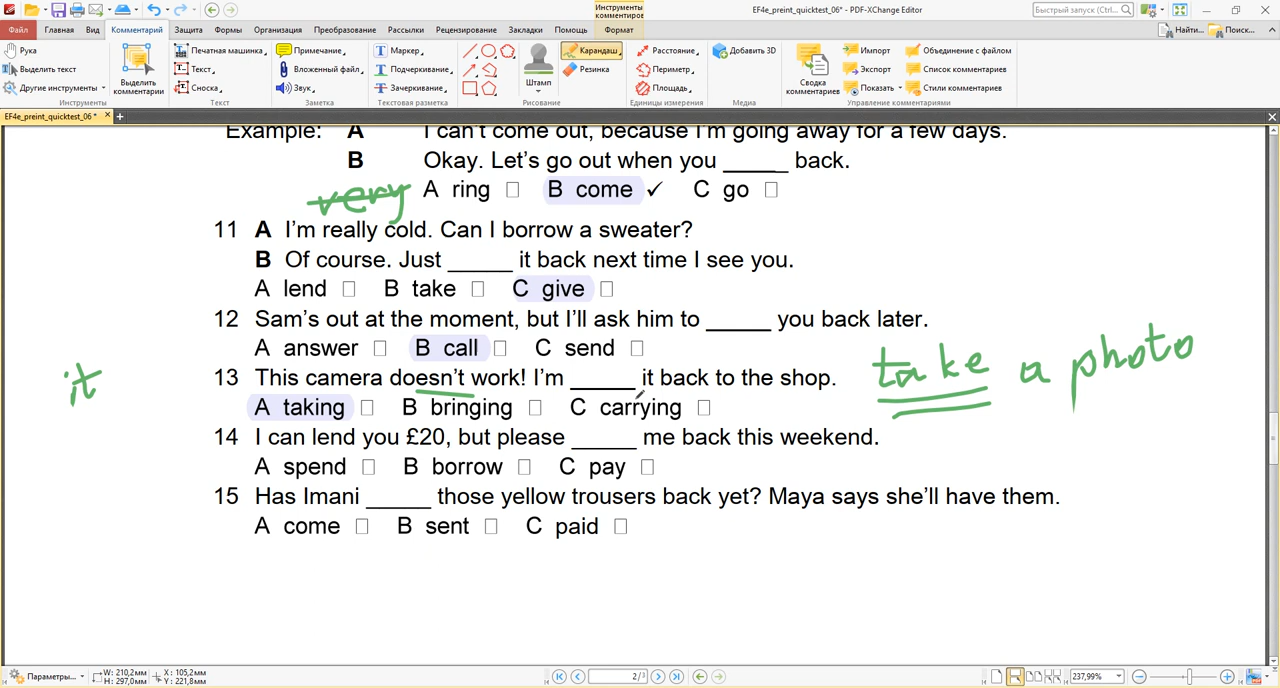 Инструменты
комментиров
EF4e_preint_quicktest_06* - PDF-XChange Editor
Быстрый запуск (Ctrl...
Файл Главная Вид Комментарий Защита Формы Организация Преобразование Рассылки Рецензирование Закладки Помощь Формат Найти... Поиск...
Рука
Выделить текст
Другие инструменты
Инструменты
Выделить
комментарии
Печатная машинка
Текст
Сноска
Текст
Примечание
Вложенный файл
Звук
Заметка
Маркер
Подчеркивание
Зачеркивание
Текстовая разметка
Карандаш
Резинка
Рисование
Штамп
Расстояние
Периметр
Площадь
Единицы измерения
Добавить 3D
Медиа
Сводка
комментариев
Импорт
Экспорт
Показать
Объединение с файлом
Список комментариев
Стили комментариев
Управление комментариями
EF4e_preint_quicktest_06 *
Example: A I can't come out, because I'm going away for a few days.
B Okay. Let's go out when you _____ back.
A ring B come ✓ C go
very
11 A I'm really cold. Can I borrow a sweater?
B Of course. Just _____ it back next time I see you.
A lend B take C give
12 Sam's out at the moment, but I'll ask him to _____ you back later.
A answer B call C send
13 This camera doesn't work! I'm _____ it back to the shop.
it
take a photo
A taking B bringing C carrying
14 I can lend you £20, but please _____ me back this weekend.
A spend B borrow C pay
15 Has Imani _____ those yellow trousers back yet? Maya says she'll have them.
A come B sent C paid
Параметры...
W: 210,2мм
H: 297,0мм
X: 105,2мм
Y: 221,8мм
237,99%